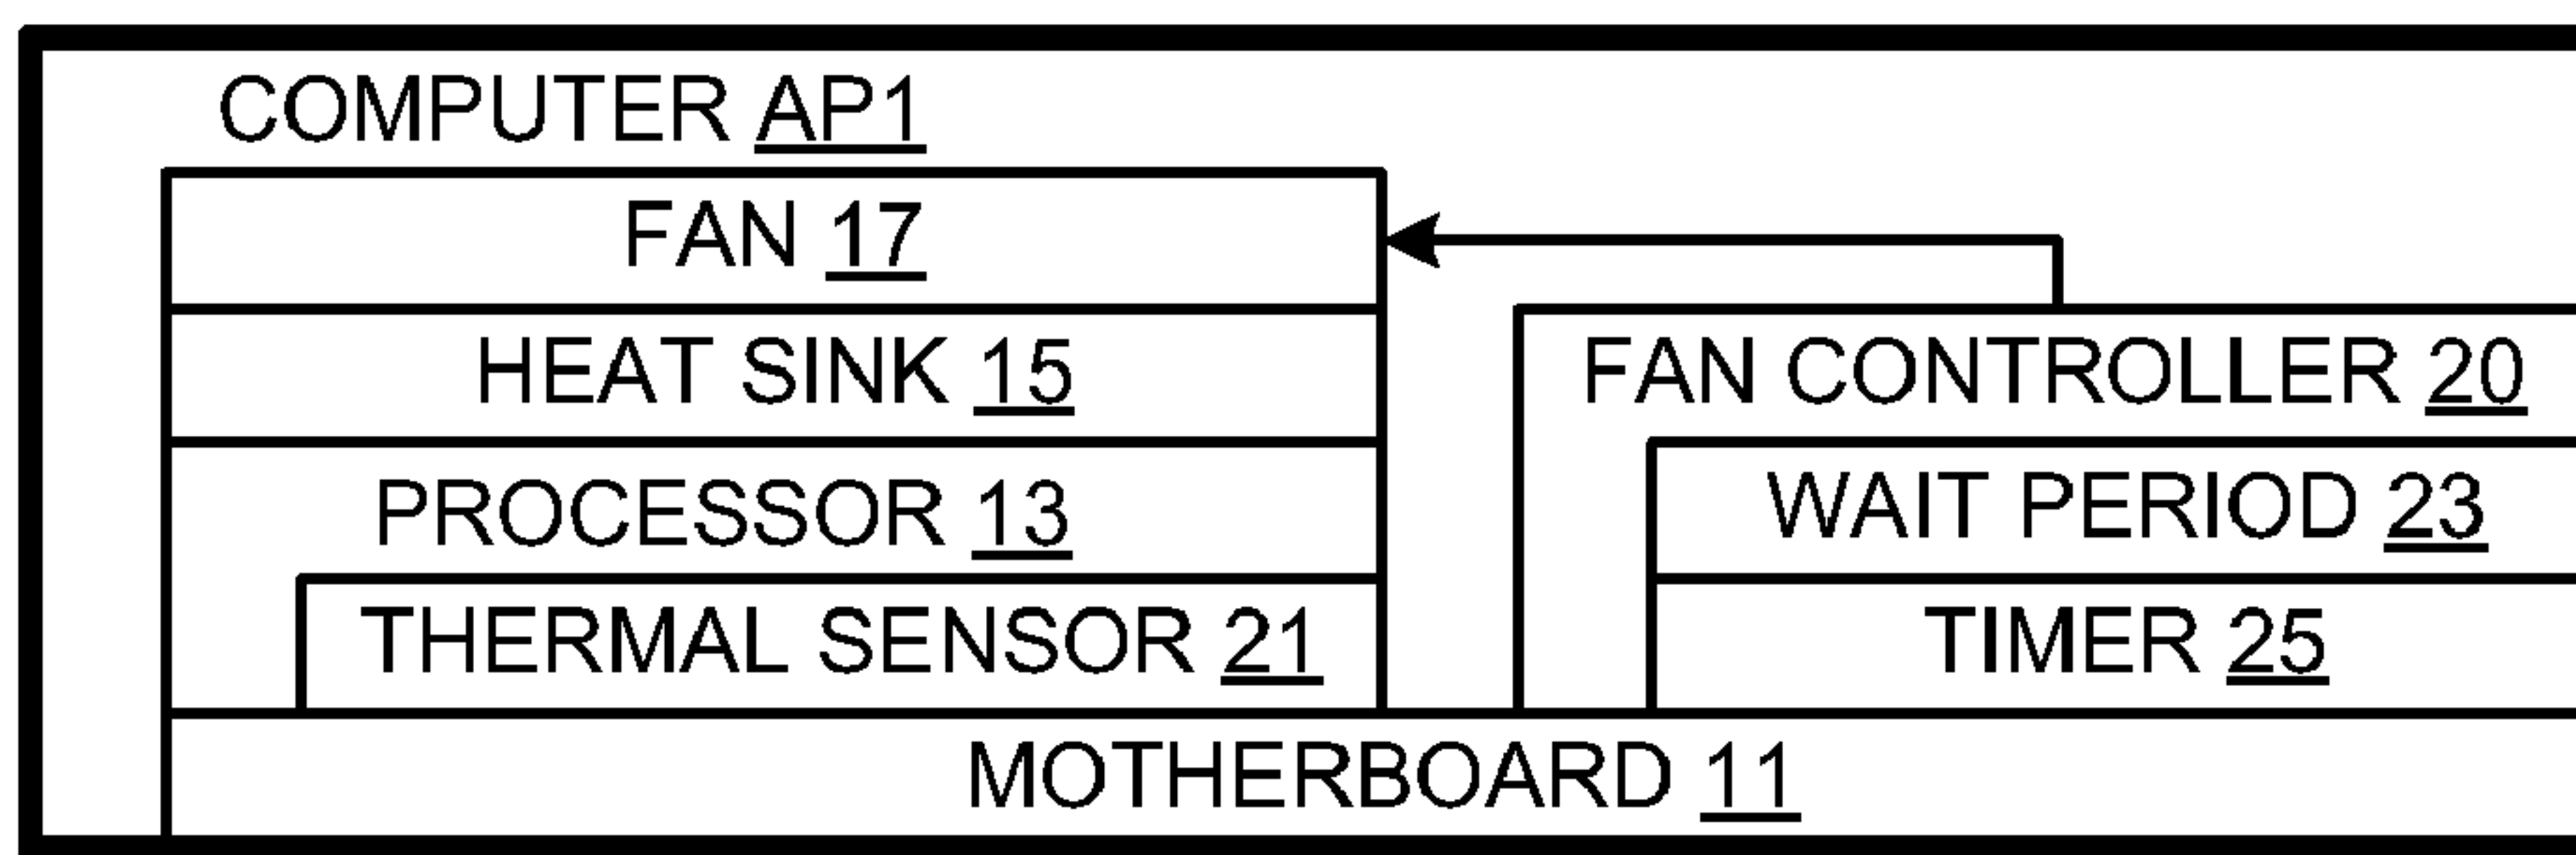 COMPUTER AP1
FAN 17
HEAT SINK 15
FAN CONTROLLER 20
PROCESSOR 13
WAIT PERIOD 23
THERMAL SENSOR 21
TIMER 25
MOTHERBOARD 11